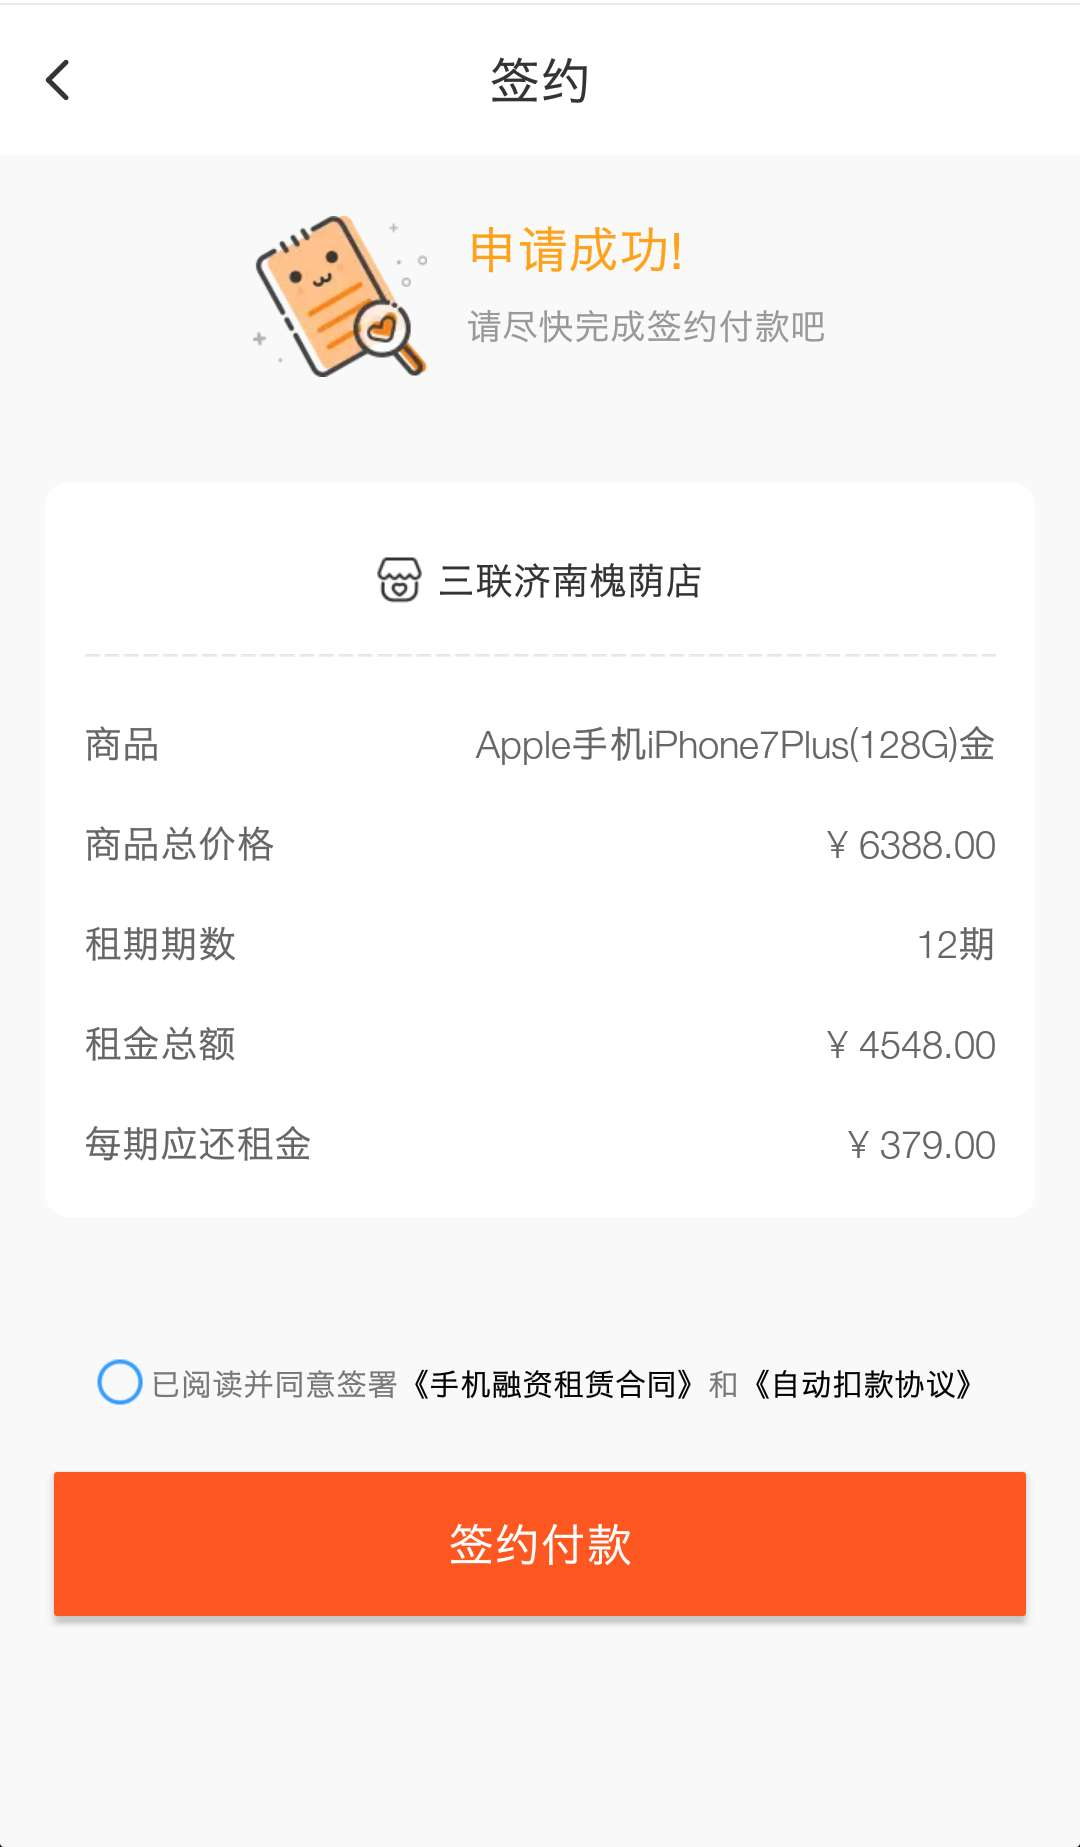 签约
申请成功!
请尽快完成签约付款吧
三联济南槐荫店
商品 Apple手机iPhone7Plus(128G)金
商品总价格 ¥ 6388.00
租期期数 12期
租金总额 ¥ 4548.00
每期应还租金 ¥ 379.00
已阅读并同意签署《手机融资租赁合同》和《自动扣款协议》
签约付款